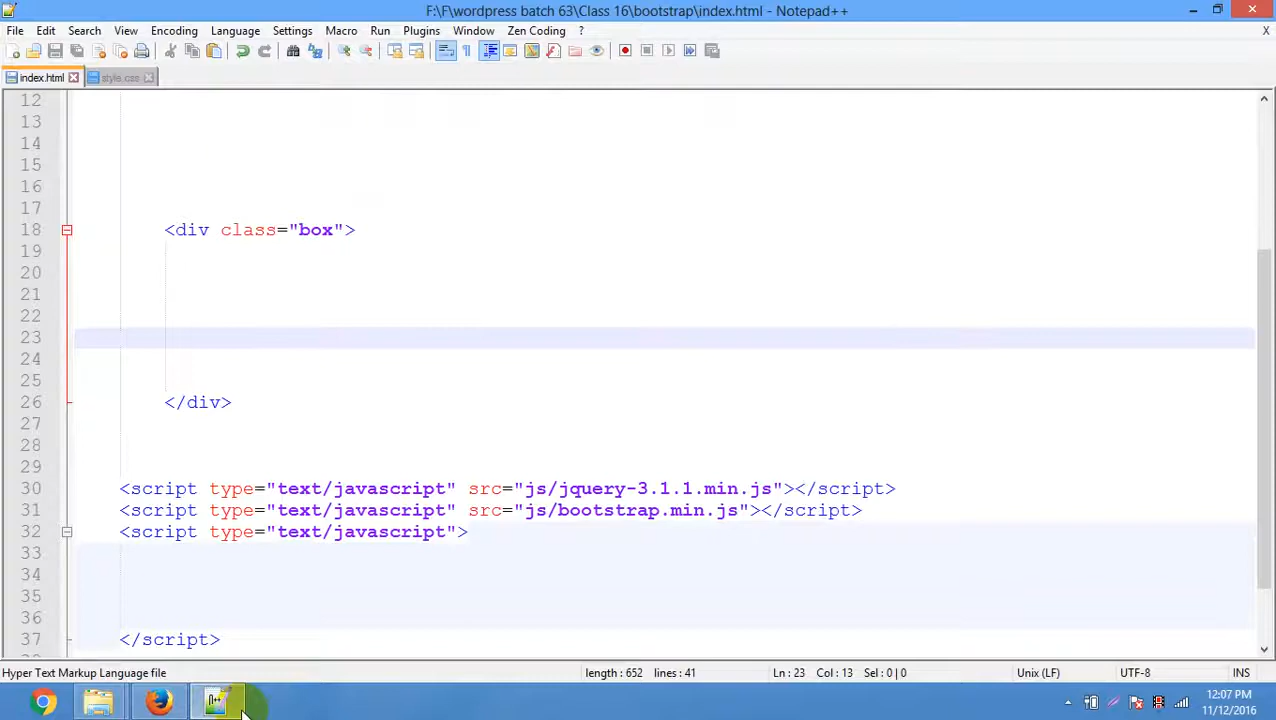 F:\F\wordpress batch 63\Class 16\bootstrap\index.html - Notepad++
File Edit Search View Encoding Language Settings Macro Run Plugins Window Zen Coding ? X
index.html style.css
12
13
14
15
16
17
18 <div class="box">
19
20
21
22
23
24
25
26 </div>
27
28
29
30 <script type="text/javascript" src="js/jquery-3.1.1.min.js"></script>
31 <script type="text/javascript" src="js/bootstrap.min.js"></script>
32 <script type="text/javascript">
33
34
35
36
37 </script>
Hyper Text Markup Language file length : 652 lines : 41 Ln : 23 Col : 13 Sel : 0 | 0 Unix (LF) UTF-8 INS
12:07 PM
11/12/2016